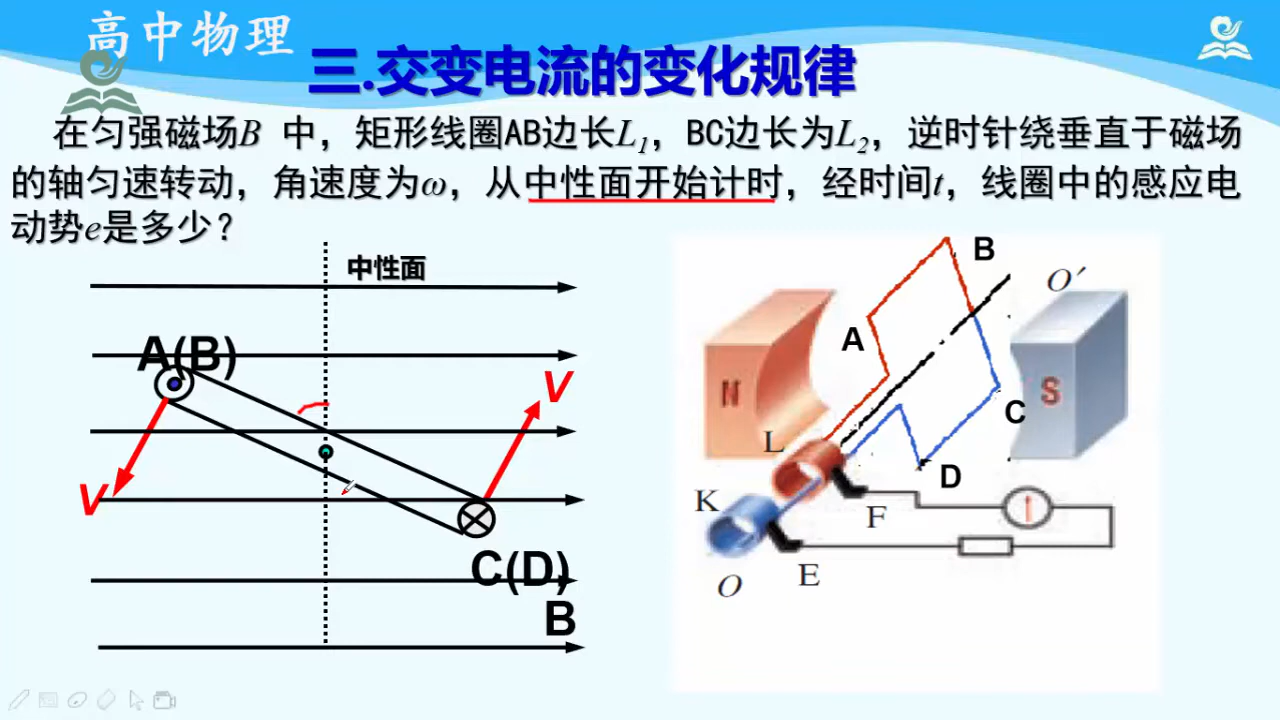 高中物理
三.交变电流的变化规律
在匀强磁场B 中，矩形线圈AB边长L1，BC边长为L2，逆时针绕垂直于磁场
的轴匀速转动，角速度为ω，从中性面开始计时，经时间t，线圈中的感应电
动势e是多少？
中性面
A(B)
V
V
C(D)
B
B
O′
A
N
S
C
L
D
K
F
E
O